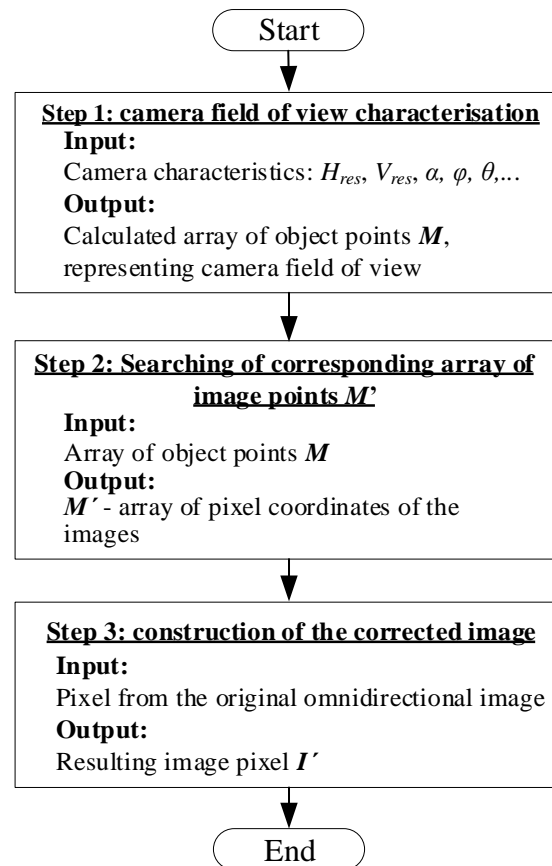 Start
Step 1: camera field of view characterisation
Input:
Camera characteristics: Hres, Vres, α, φ, θ,...
Output:
Calculated array of object points M,
representing camera field of view
Step 2: Searching of corresponding array of
image points M’
Input:
Array of object points M
Output:
M´ - array of pixel coordinates of the
images
Step 3: construction of the corrected image
Input:
Pixel from the original omnidirectional image
Output:
Resulting image pixel I´
End